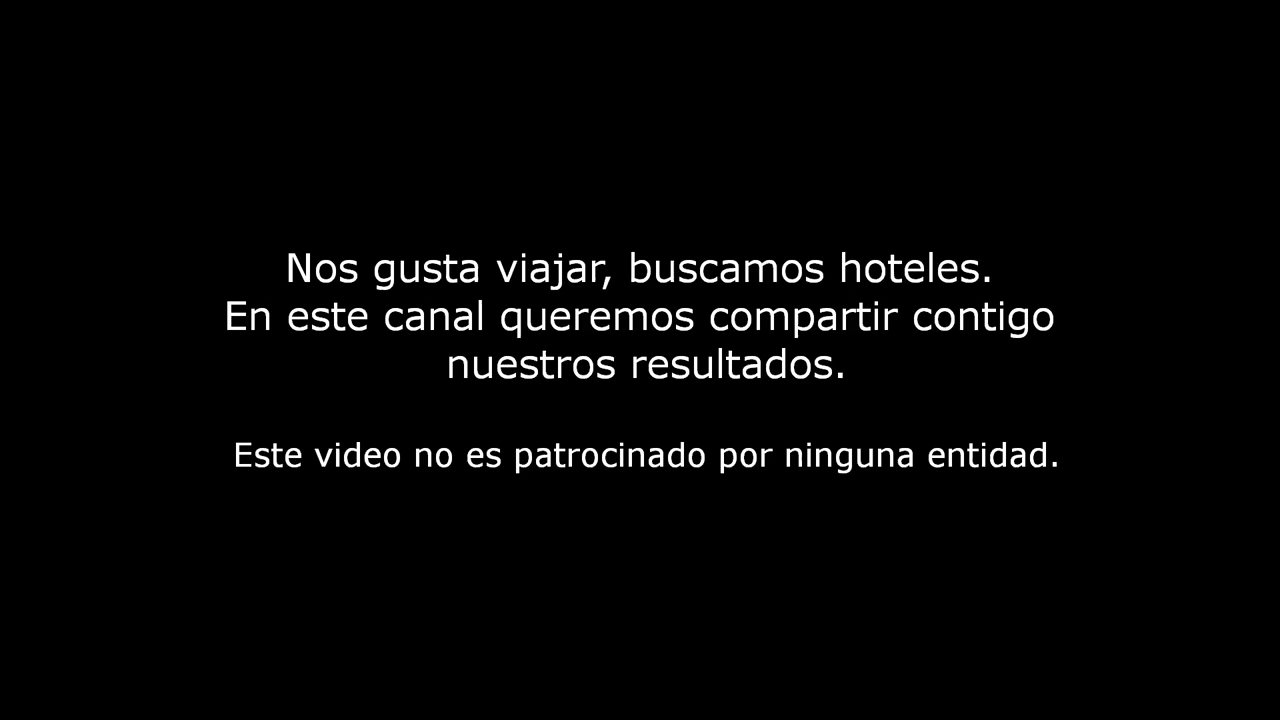 Nos gusta viajar, buscamos hoteles.
En este canal queremos compartir contigo
nuestros resultados.
Este video no es patrocinado por ninguna entidad.